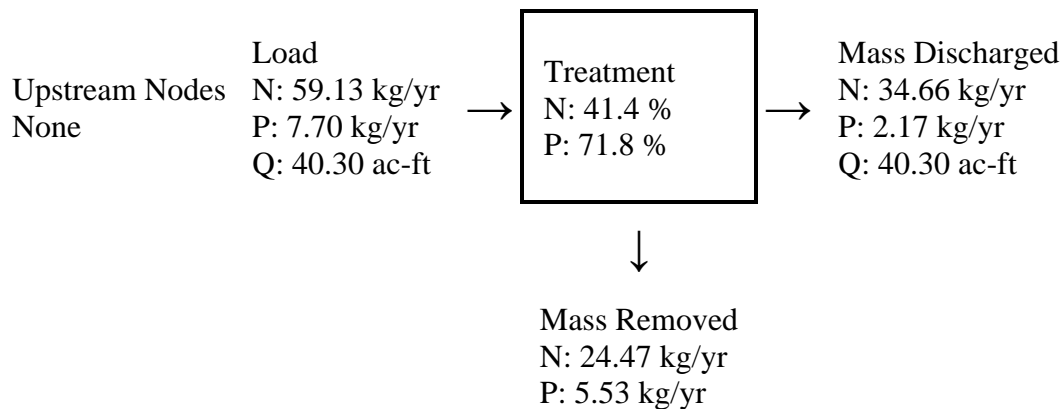 Upstream Nodes
None
Load
N: 59.13 kg/yr
P: 7.70 kg/yr
Q: 40.30 ac-ft
→
Treatment
N: 41.4 %
P: 71.8 %
→
Mass Discharged
N: 34.66 kg/yr
P: 2.17 kg/yr
Q: 40.30 ac-ft
↓
Mass Removed
N: 24.47 kg/yr
P: 5.53 kg/yr